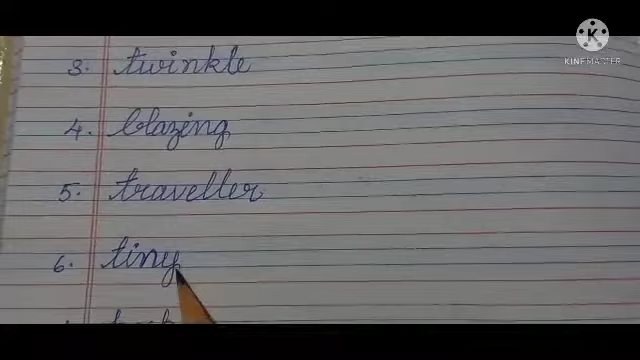 KINEMASTER
3. twinkle
4. blazing
5. traveller
6. tiny